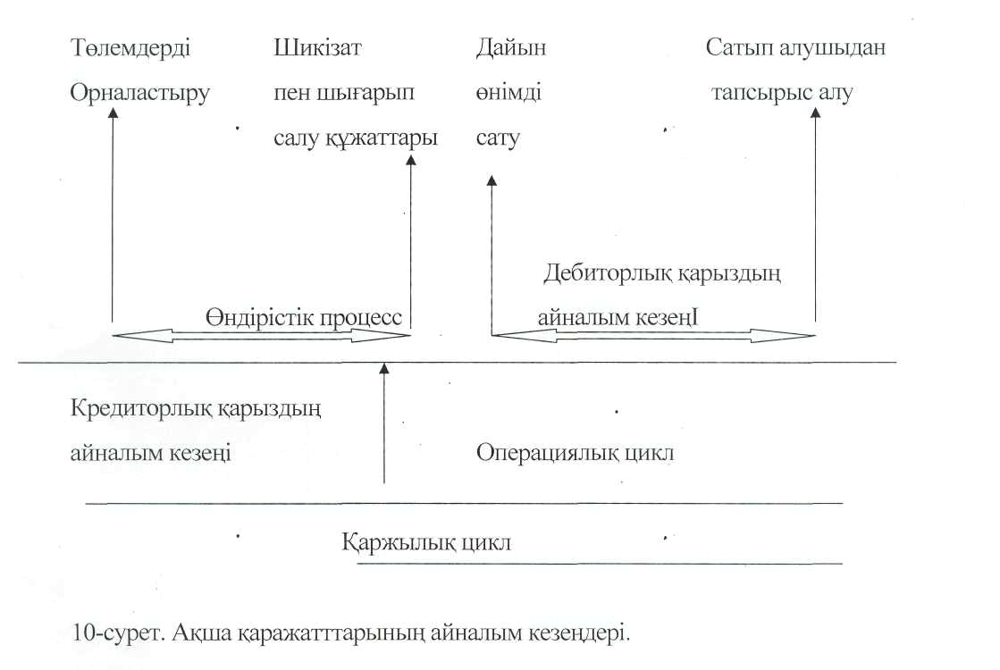 Төлемдерді
Орналастыру
Шикізат
пен шығарып
салу құжаттары
Дайын
өнімді
сату
Сатып алушыдан
тапсырыс алу
Өндірістік процесс
Дебиторлық қарыздың
айналым кезеңІ
Кредиторлық қарыздың
айналым кезеңі
Операциялық цикл
Қаржылық цикл
10-сурет. Ақша қаражатттарының айналым кезеңдері.